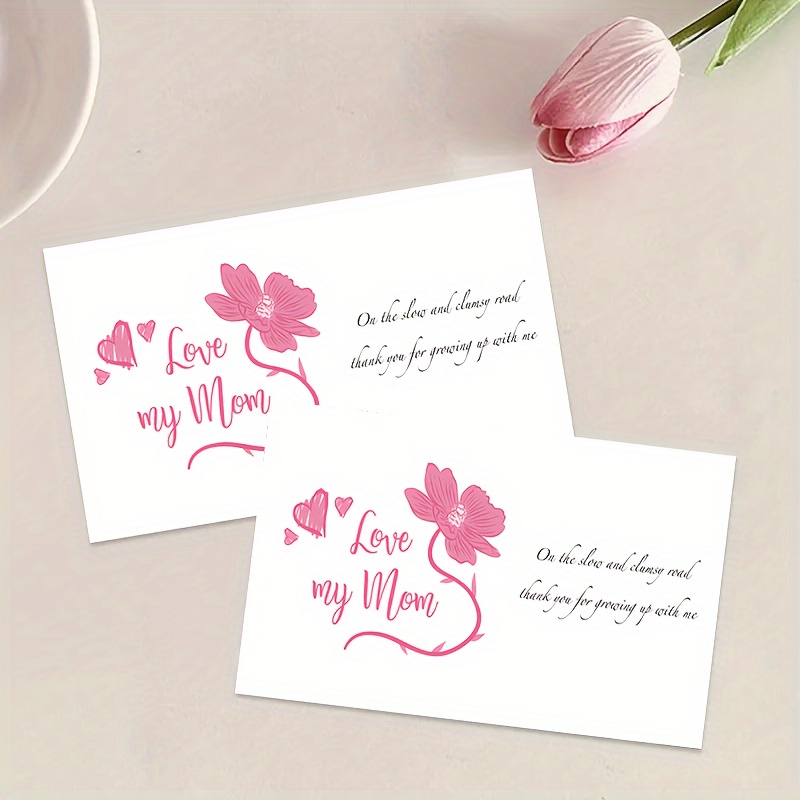 Love
my Mom
On the slow and clumsy road
thank you for growing up with me
Love
my Mom
On the slow and clumsy road
thank you for growing up with me